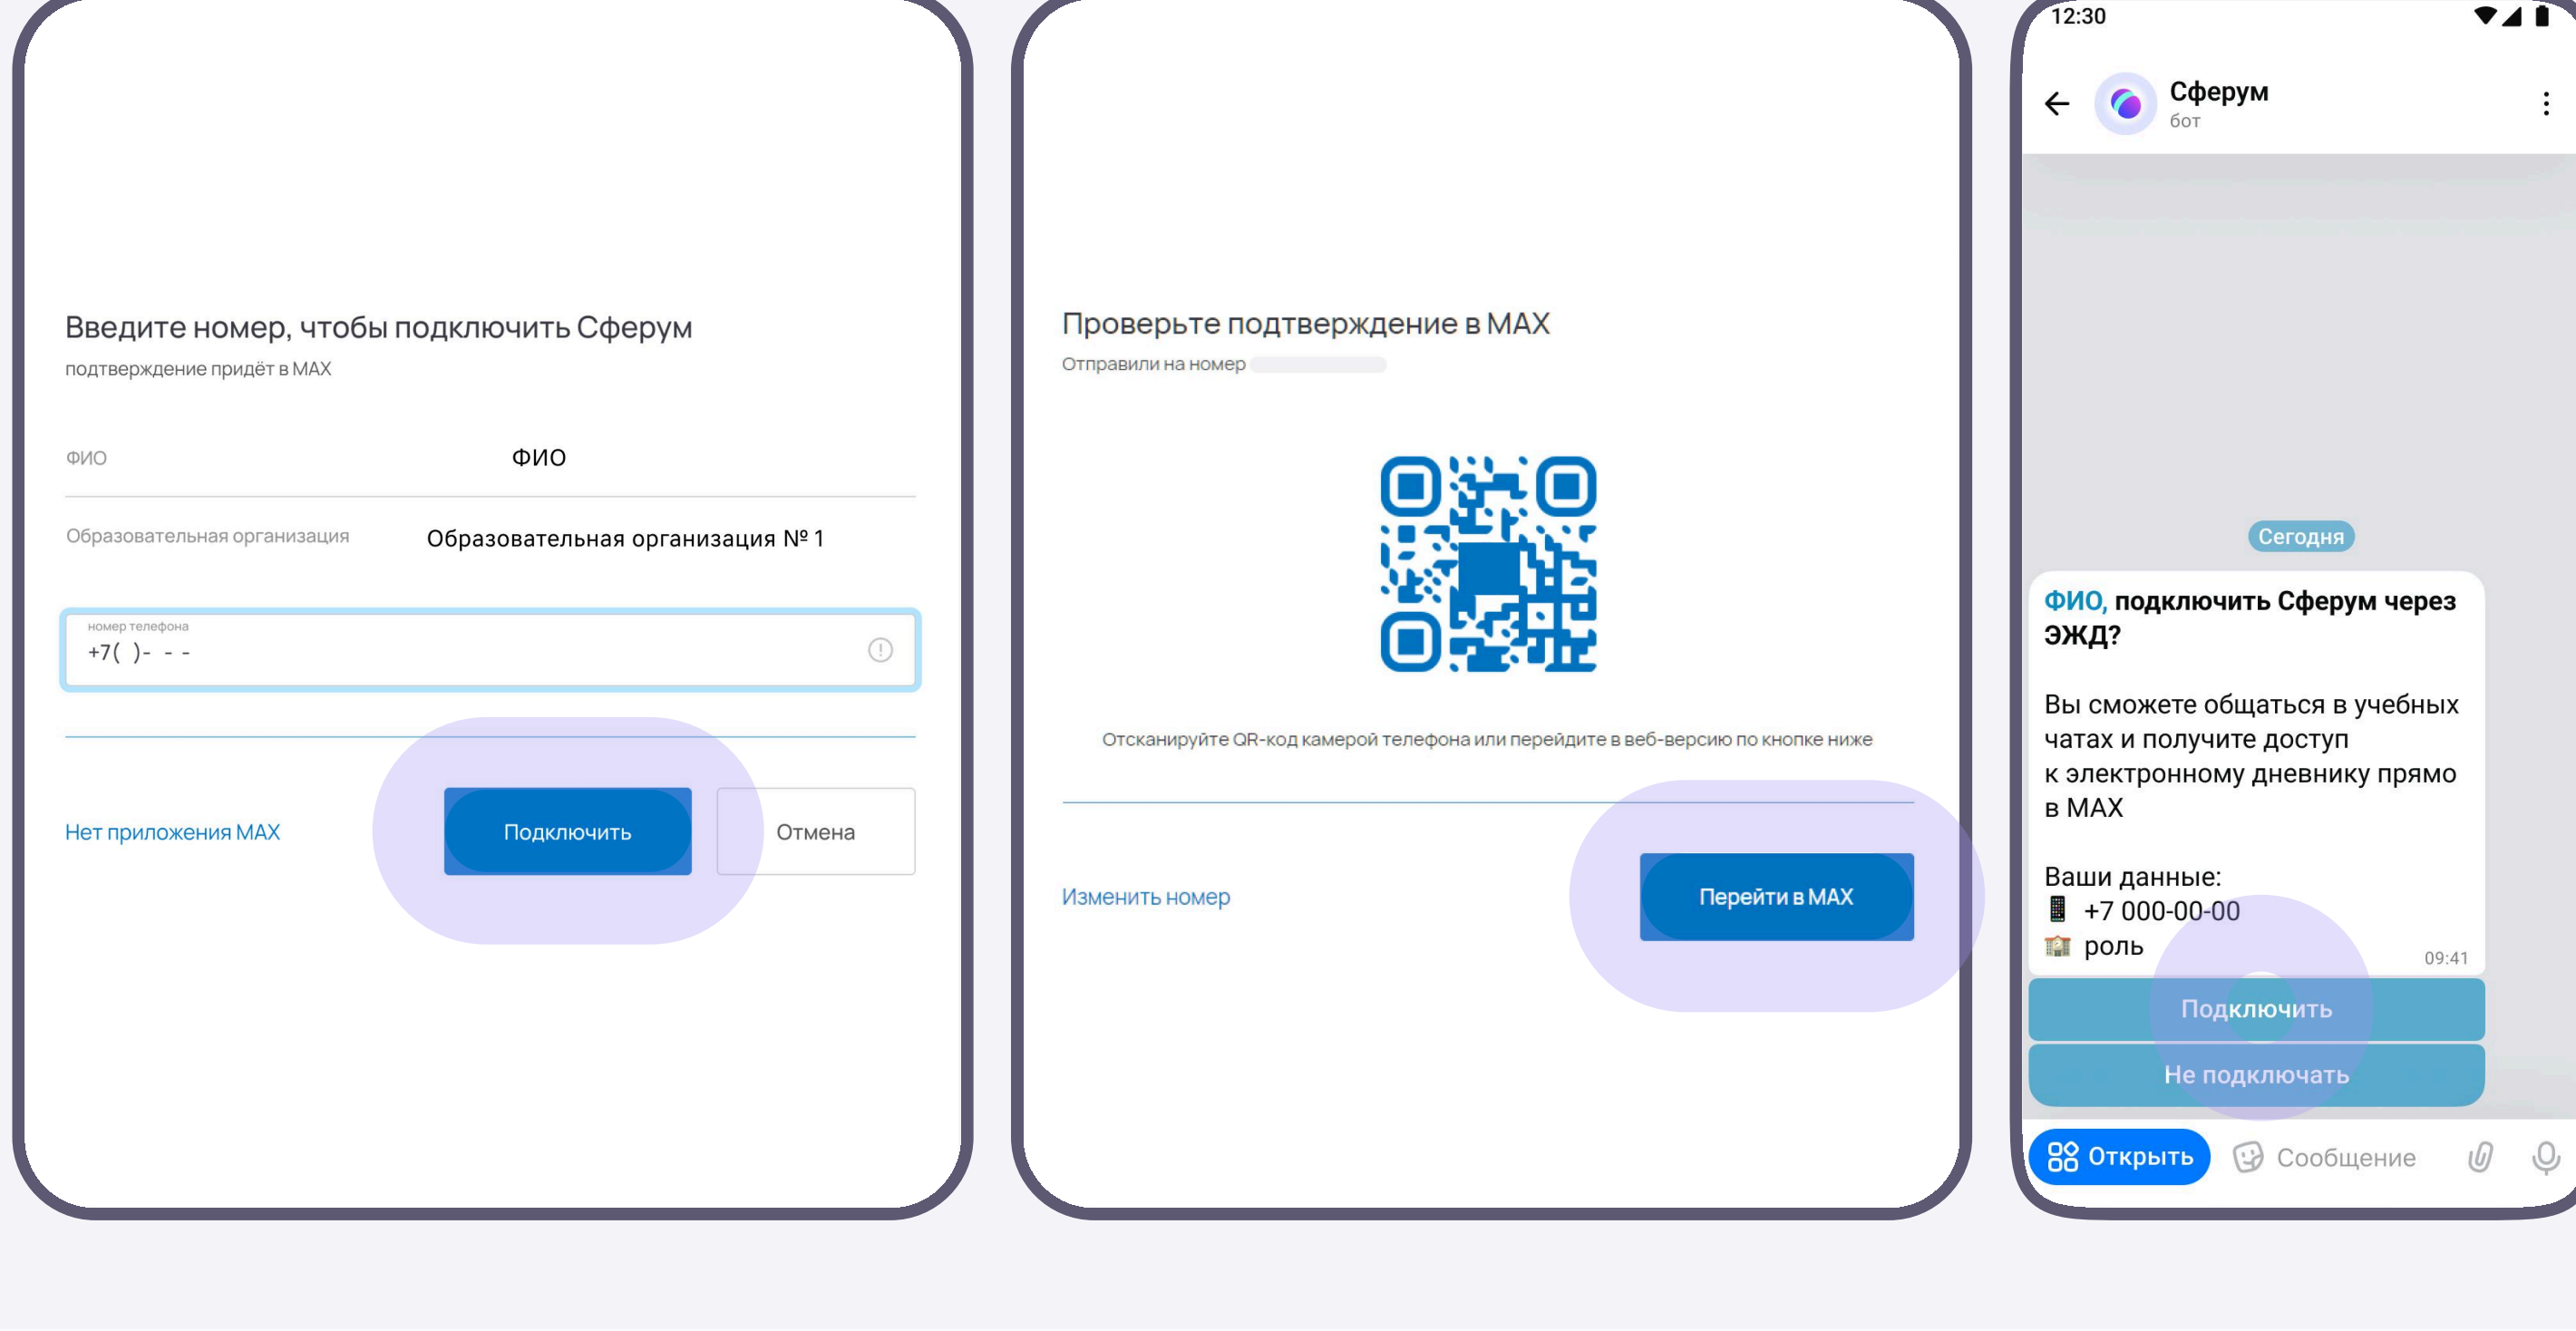 Введите номер, чтобы подключить Сферум
подтверждение придёт в MAX
ФИО ФИО
Образовательная организация Образовательная организация № 1
номер телефона
+7( )- - -
Нет приложения MAX Подключить Отмена
Проверьте подтверждение в MAX
Отправили на номер
Отсканируйте QR-код камерой телефона или перейдите в веб-версию по кнопке ниже
Изменить номер Перейти в MAX
12:30
Сферум
бот
Сегодня
ФИО, подключить Сферум через
ЭЖД?
Вы сможете общаться в учебных
чатах и получите доступ
к электронному дневнику прямо
в MAX
Ваши данные:
+7 000-00-00
роль
09:41
Подключить
Не подключать
Открыть Сообщение